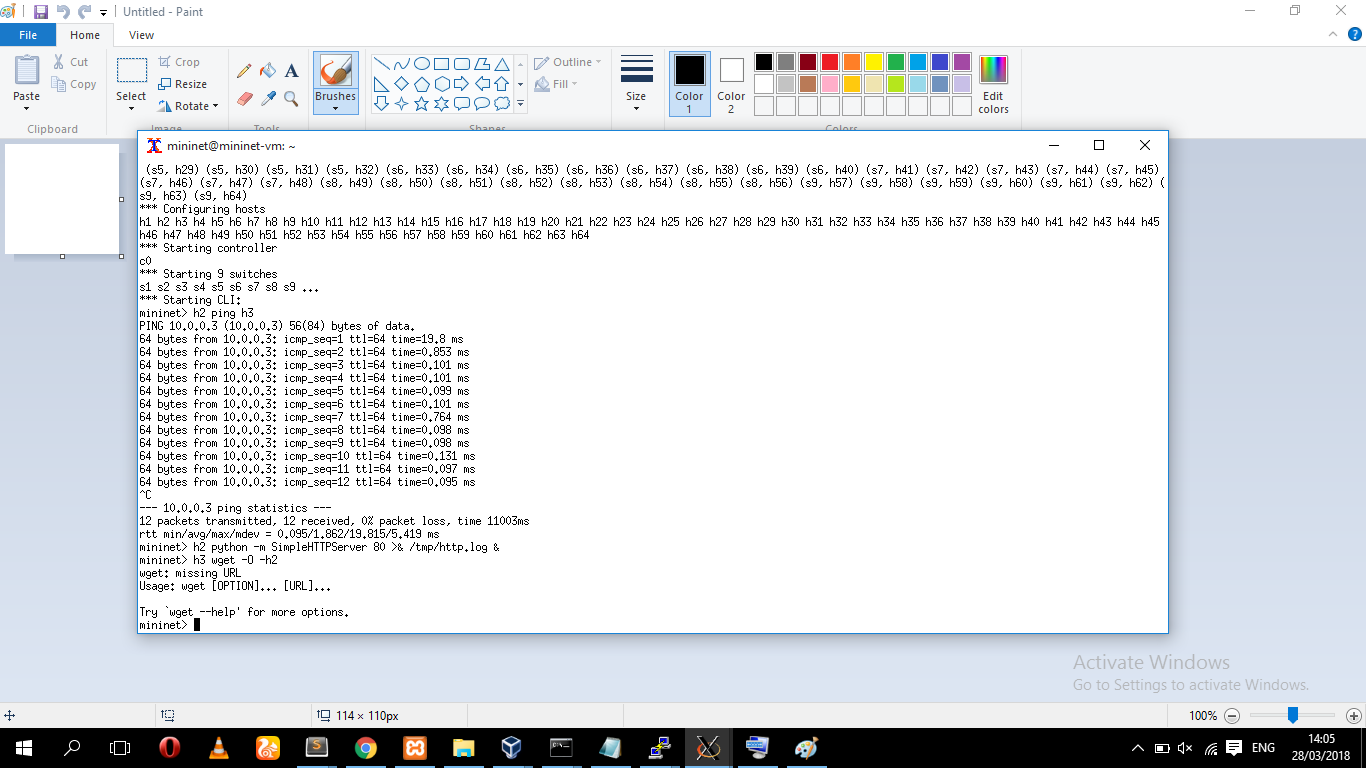 Untitled - Paint
File Home View
Paste
Cut
Copy
Clipboard
Select
Crop
Resize
Rotate
Image
A
Tools
Brushes
Outline
Fill
Shapes
Size
Color 1
Color 2
Edit colors
Colors
mininet@mininet-vm: ~
(s5, h29) (s5, h30) (s5, h31) (s5, h32) (s6, h33) (s6, h34) (s6, h35) (s6, h36) (s6, h37) (s6, h38) (s6, h39) (s6, h40) (s7, h41) (s7, h42) (s7, h43) (s7, h44) (s7, h45)
(s7, h46) (s7, h47) (s7, h48) (s8, h49) (s8, h50) (s8, h51) (s8, h52) (s8, h53) (s8, h54) (s8, h55) (s8, h56) (s9, h57) (s9, h58) (s9, h59) (s9, h60) (s9, h61) (s9, h62) (
s9, h63) (s9, h64)
*** Configuring hosts
h1 h2 h3 h4 h5 h6 h7 h8 h9 h10 h11 h12 h13 h14 h15 h16 h17 h18 h19 h20 h21 h22 h23 h24 h25 h26 h27 h28 h29 h30 h31 h32 h33 h34 h35 h36 h37 h38 h39 h40 h41 h42 h43 h44 h45
h46 h47 h48 h49 h50 h51 h52 h53 h54 h55 h56 h57 h58 h59 h60 h61 h62 h63 h64
*** Starting controller
c0
*** Starting 9 switches
s1 s2 s3 s4 s5 s6 s7 s8 s9 ...
*** Starting CLI:
mininet> h2 ping h3
PING 10.0.0.3 (10.0.0.3) 56(84) bytes of data.
64 bytes from 10.0.0.3: icmp_seq=1 ttl=64 time=19.8 ms
64 bytes from 10.0.0.3: icmp_seq=2 ttl=64 time=0.853 ms
64 bytes from 10.0.0.3: icmp_seq=3 ttl=64 time=0.101 ms
64 bytes from 10.0.0.3: icmp_seq=4 ttl=64 time=0.101 ms
64 bytes from 10.0.0.3: icmp_seq=5 ttl=64 time=0.099 ms
64 bytes from 10.0.0.3: icmp_seq=6 ttl=64 time=0.101 ms
64 bytes from 10.0.0.3: icmp_seq=7 ttl=64 time=0.764 ms
64 bytes from 10.0.0.3: icmp_seq=8 ttl=64 time=0.098 ms
64 bytes from 10.0.0.3: icmp_seq=9 ttl=64 time=0.098 ms
64 bytes from 10.0.0.3: icmp_seq=10 ttl=64 time=0.131 ms
64 bytes from 10.0.0.3: icmp_seq=11 ttl=64 time=0.097 ms
64 bytes from 10.0.0.3: icmp_seq=12 ttl=64 time=0.095 ms
^C
--- 10.0.0.3 ping statistics ---
12 packets transmitted, 12 received, 0% packet loss, time 11003ms
rtt min/avg/max/mdev = 0.095/1.862/19.815/5.419 ms
mininet> h2 python -m SimpleHTTPServer 80 >& /tmp/http.log &
mininet> h3 wget -O -h2
wget: missing URL
Usage: wget [OPTION]... [URL]...
Try `wget --help' for more options.
mininet>
Activate Windows
Go to Settings to activate Windows.
114 × 110px
100%
ENG
14:05
28/03/2018